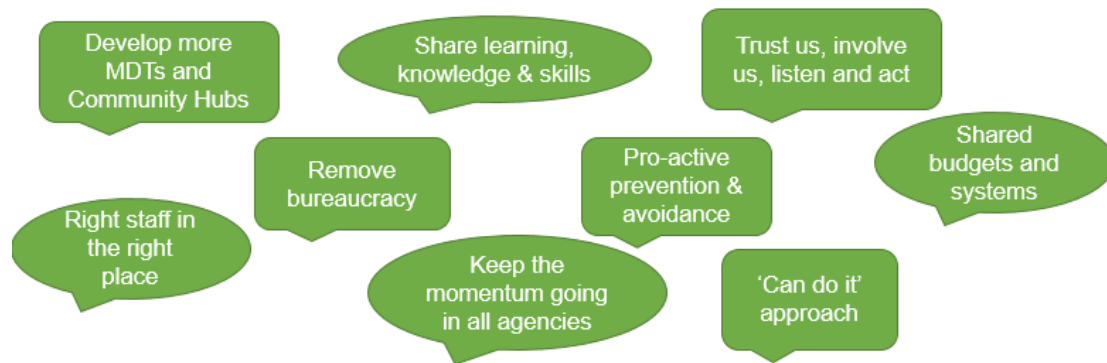 Develop more
MDTs and
Community Hubs
Share learning,
knowledge & skills
Trust us, involve
us, listen and act
Remove
bureaucracy
Pro-active
prevention &
avoidance
Shared
budgets and
systems
Right staff in
the right
place
Keep the
momentum going
in all agencies
‘Can do it’
approach